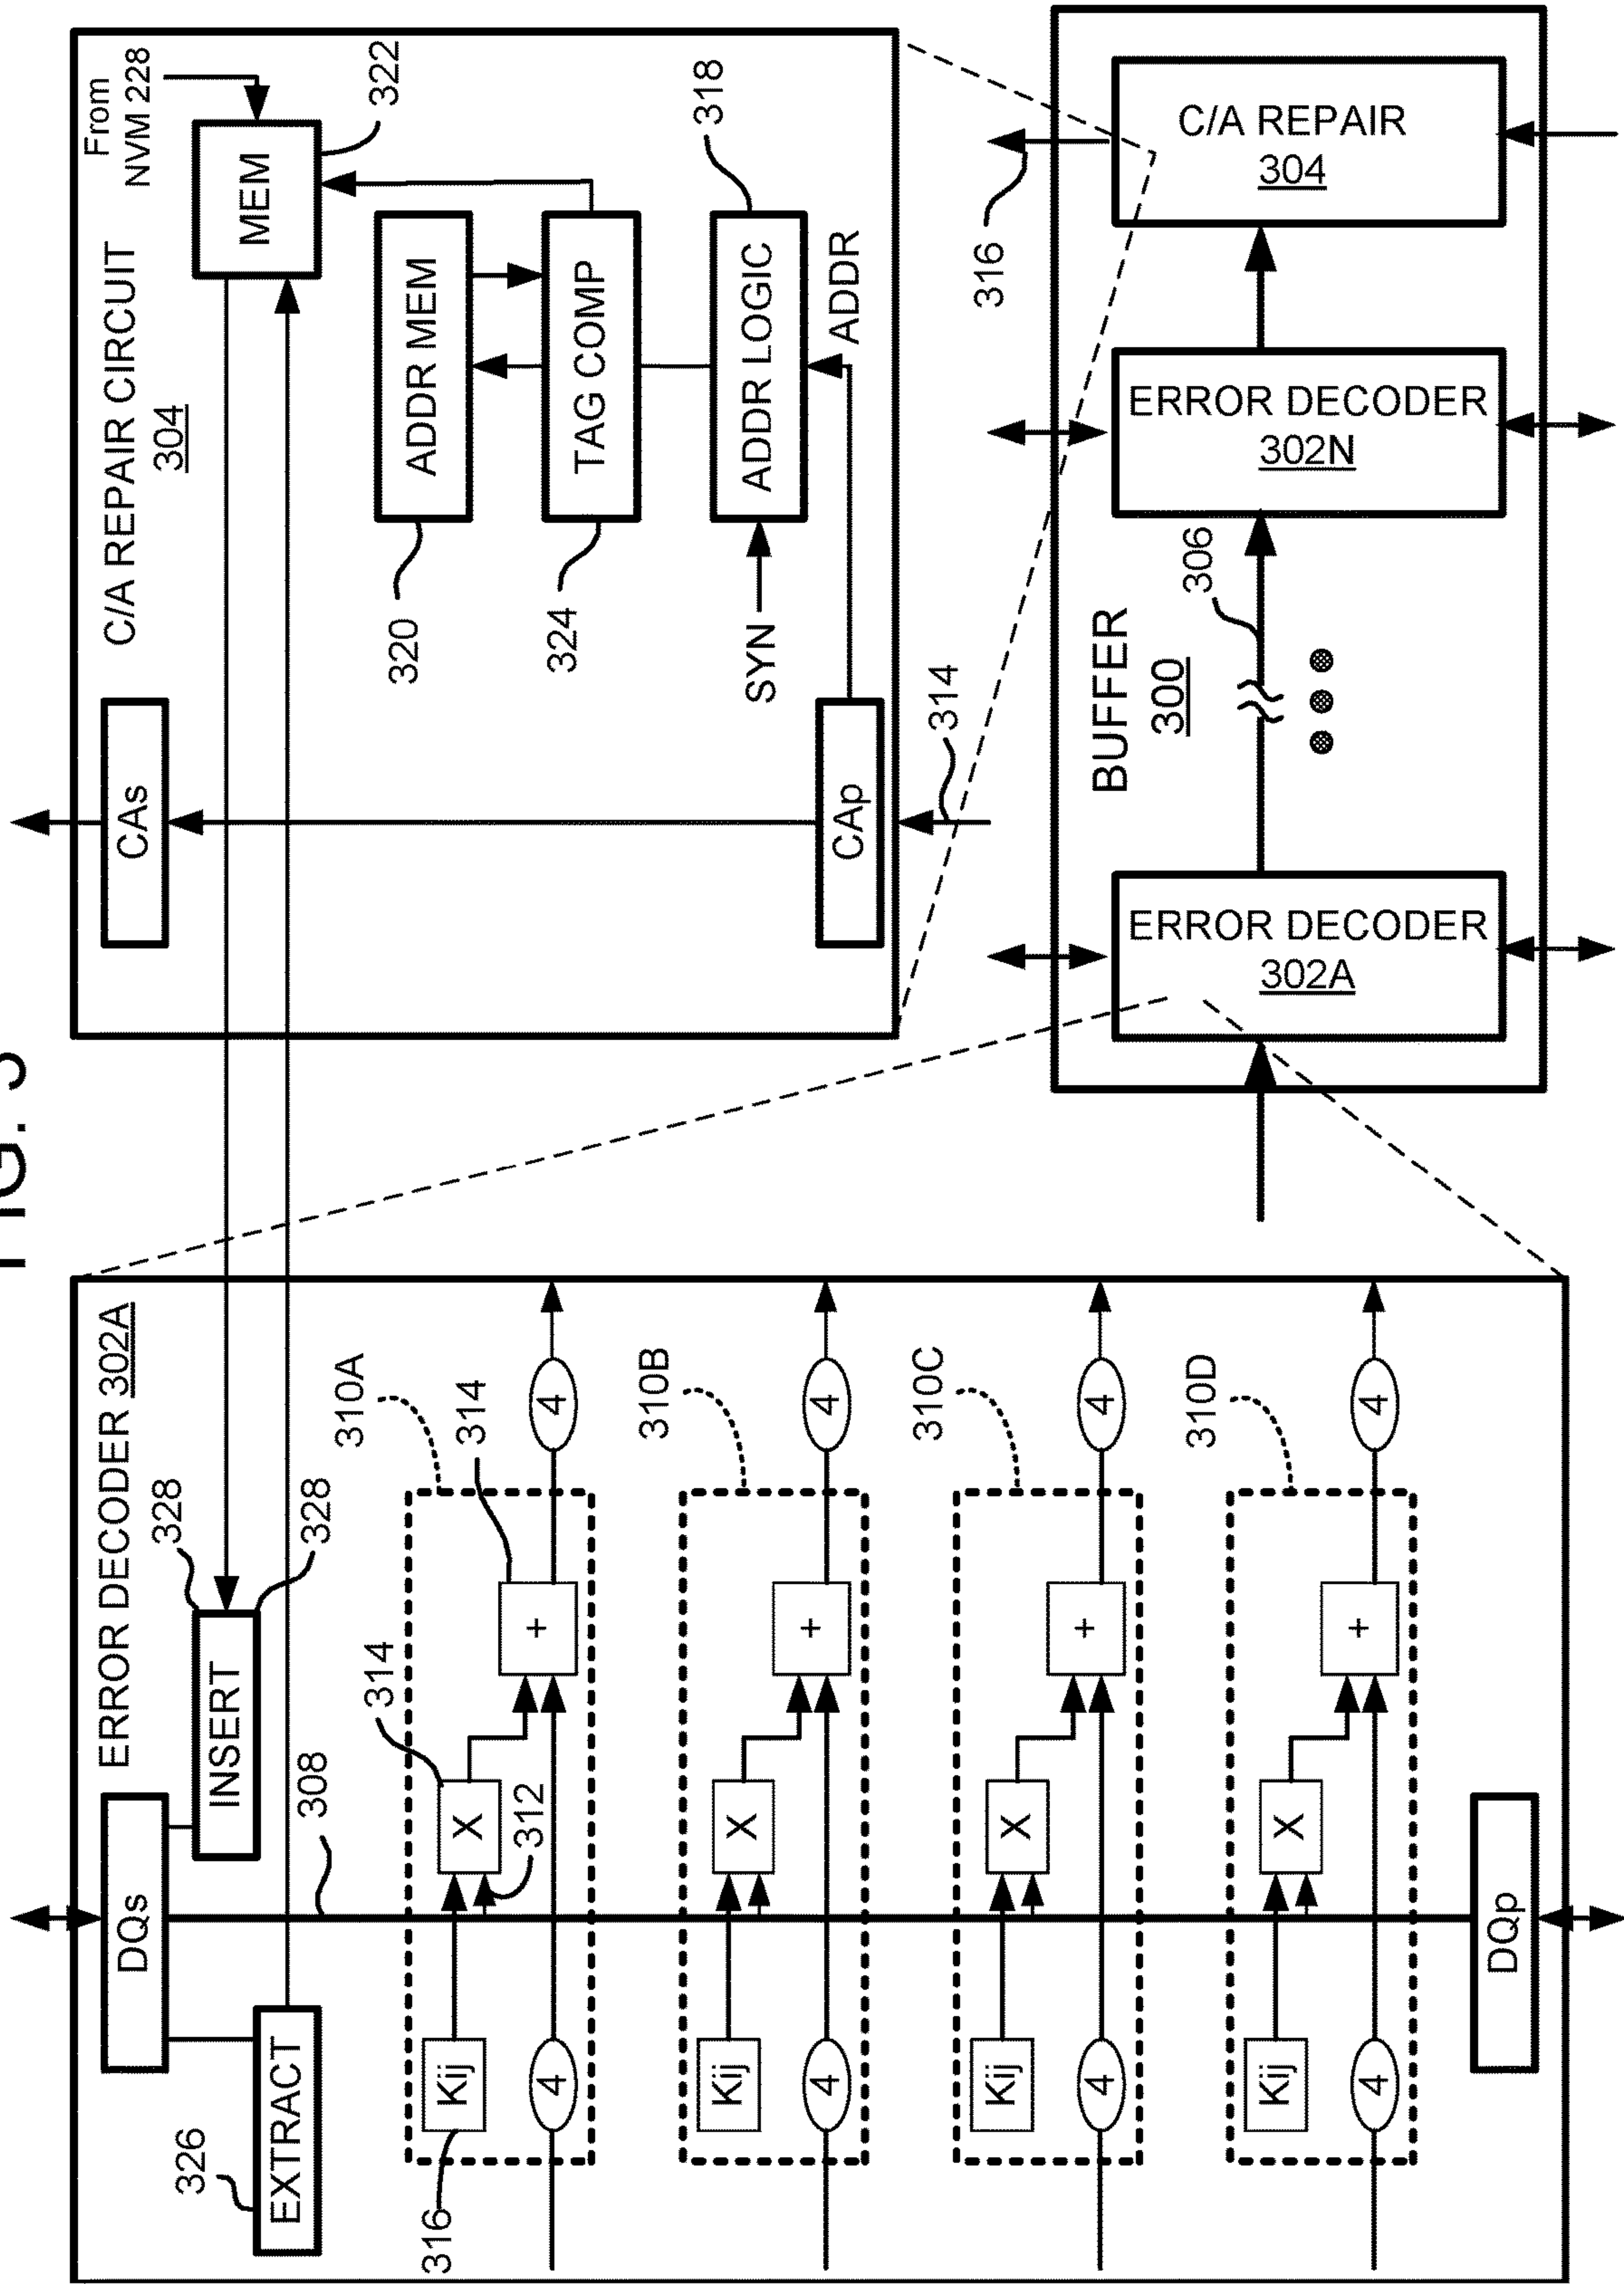 FIG. 3
ERROR DECODER 302A
DQs
EXTRACT
INSERT
326
328
328
308
316
Kij
X
+
4
4
312
314
314
310A
Kij
X
+
4
4
310B
Kij
X
+
4
4
310C
Kij
X
+
4
4
310D
DQp
C/A REPAIR CIRCUIT
304
From
NVM 228
CAs
MEM
322
ADDR MEM
320
TAG COMP
324
ADDR LOGIC
318
SYN
ADDR
CAp
314
316
BUFFER
300
306
ERROR DECODER
302A
ERROR DECODER
302N
C/A REPAIR
304